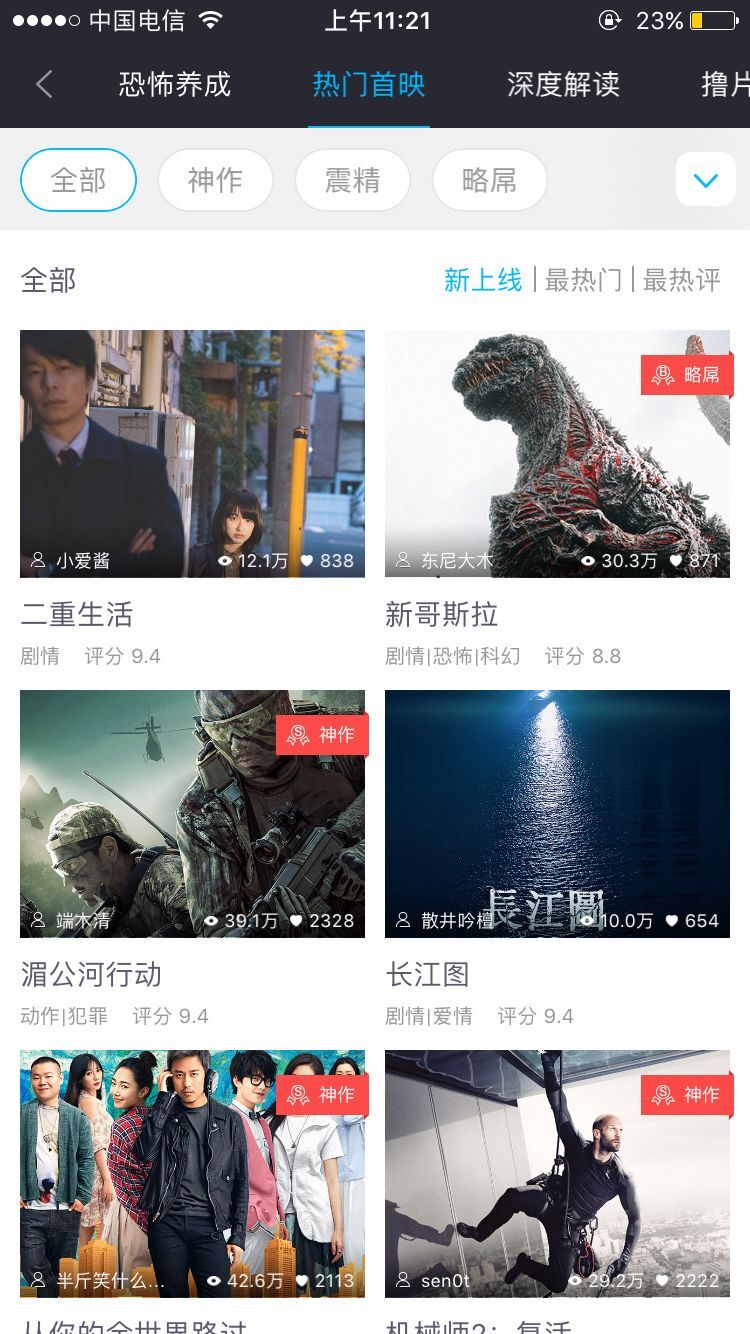 中国电信 上午11:21 23%
恐怖养成 热门首映 深度解读 撸片
全部 神作 震精 略屌
全部 新上线 | 最热门 | 最热评
B 略屌
小爱酱 12.1万 838
东尼大木 30.3万 871
二重生活
剧情 评分 9.4
新哥斯拉
剧情|恐怖|科幻 评分 8.8
S 神作
長江圖
端木清 39.1万 2328
散井吟檀 10.0万 654
湄公河行动
动作|犯罪 评分 9.4
长江图
剧情|爱情 评分 9.4
S 神作
S 神作
半斤笑什么... 42.6万 2113
sen0t 29.2万 2222
从你的全世界路过
机械师2：复活